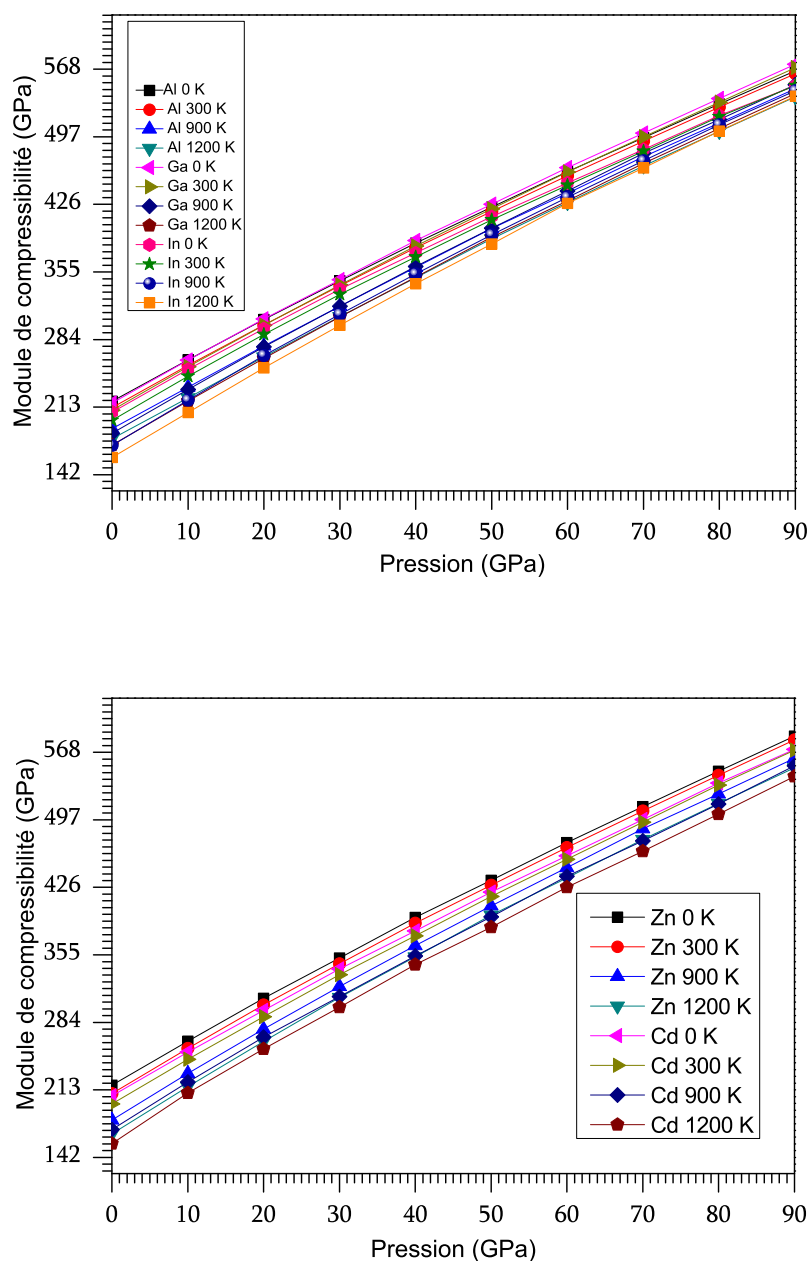 Module de compressibilité (GPa)
568
497
426
355
284
213
142
Al 0 K
Al 300 K
Al 900 K
Al 1200 K
Ga 0 K
Ga 300 K
Ga 900 K
Ga 1200 K
In 0 K
In 300 K
In 900 K
In 1200 K
0 10 20 30 40 50 60 70 80 90
Pression (GPa)
Module de compressibilité (GPa)
568
497
426
355
284
213
142
Zn 0 K
Zn 300 K
Zn 900 K
Zn 1200 K
Cd 0 K
Cd 300 K
Cd 900 K
Cd 1200 K
0 10 20 30 40 50 60 70 80 90
Pression (GPa)